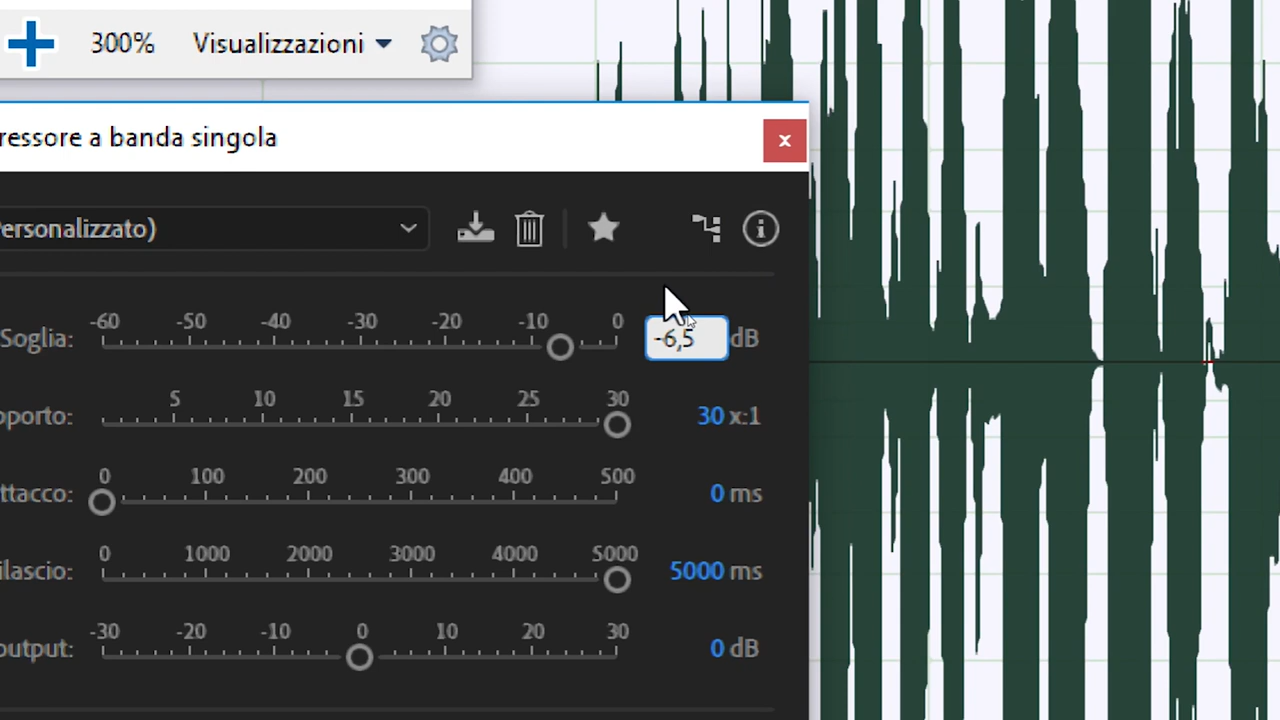 300% Visualizzazioni
ressore a banda singola
ersonalizzato)
Soglia: -60 -50 -40 -30 -20 -10 0 -6,5 dB
pporto: 5 10 15 20 25 30 30 x:1
ttacco: 0 100 200 300 400 500 0 ms
ilascio: 0 1000 2000 3000 4000 5000 5000 ms
output: -30 -20 -10 0 10 20 30 0 dB